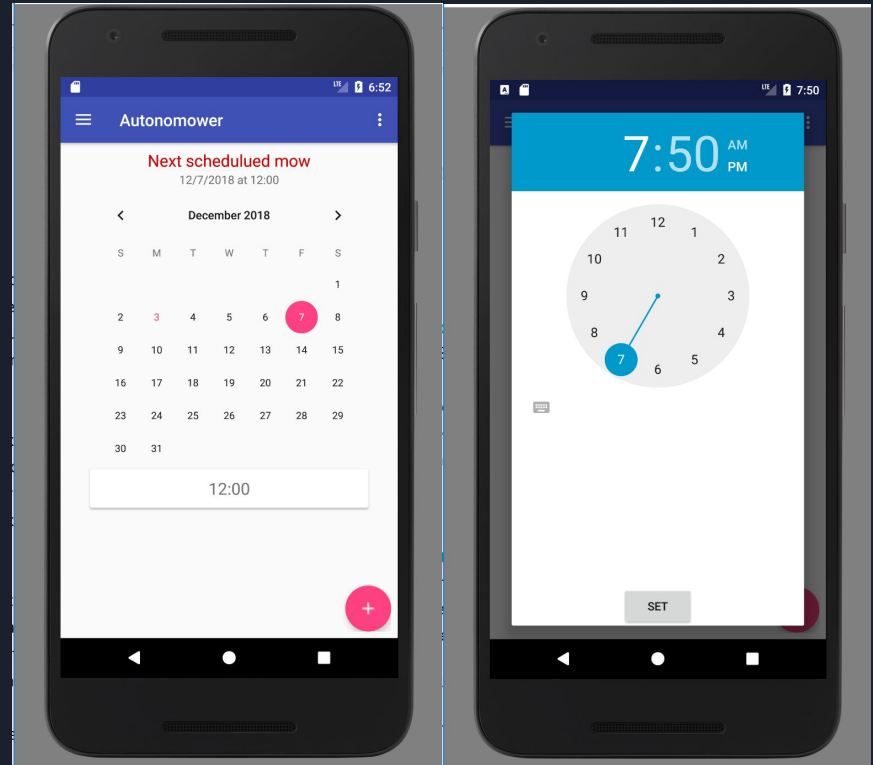 LTE 6:52
Autonomower
Next schedulued mow
12/7/2018 at 12:00
December 2018
S M T W T F S
1
2 3 4 5 6 7 8
9 10 11 12 13 14 15
16 17 18 19 20 21 22
23 24 25 26 27 28 29
30 31
12:00
+
A LTE 7:50
7:50 AM
PM
12
11 1
10 2
9 3
8 4
7 5
6
SET